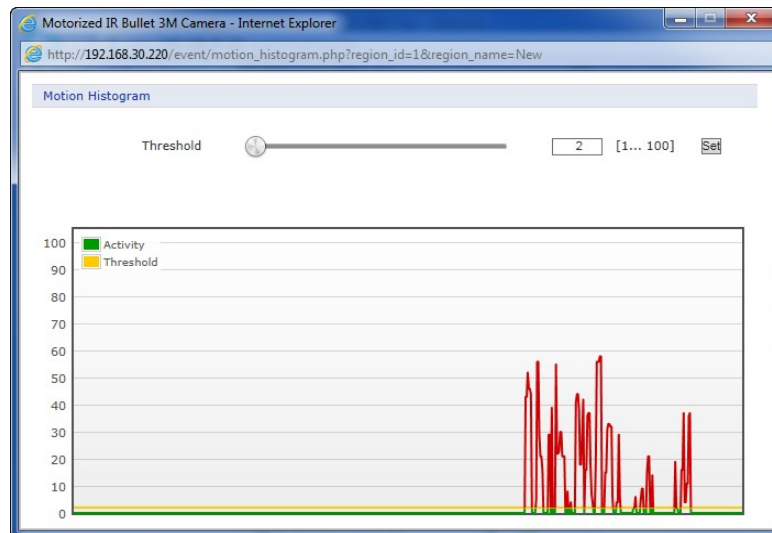 Motorized IR Bullet 3M Camera - Internet Explorer
http://192.168.30.220/event/motion_histogram.php?region_id=1&region_name=New
Motion Histogram
Threshold 2 [1... 100] Set
100
Activity
90
Threshold
80
70
60
50
40
30
20
10
0